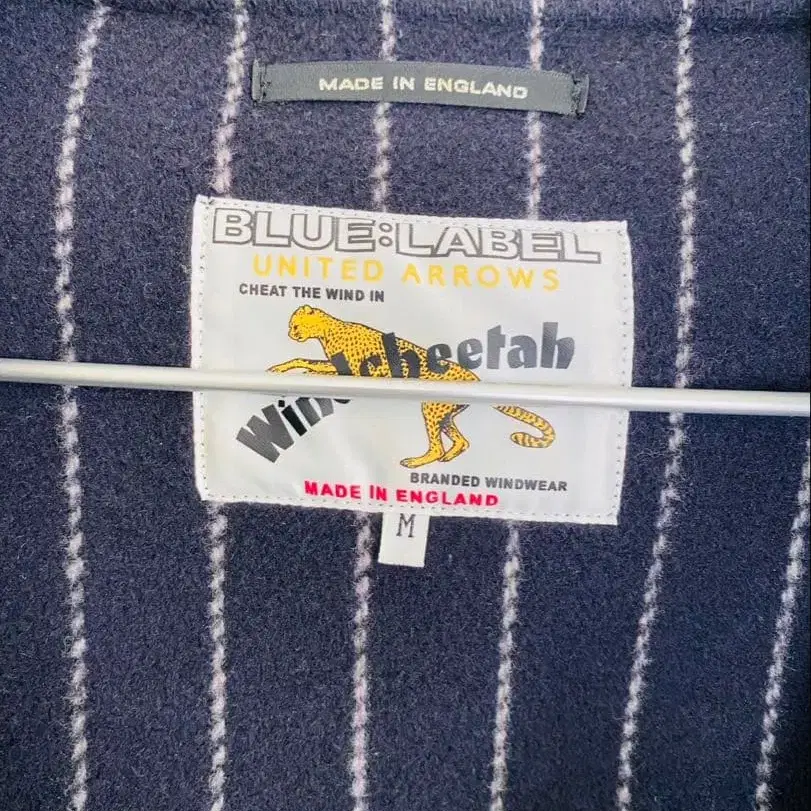 MADE IN ENGLAND
BLUE:LABEL
UNITED ARROWS
CHEAT THE WIND IN
Windcheetah
BRANDED WINDWEAR
MADE IN ENGLAND
M